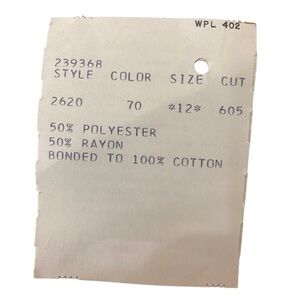 WPL 402
239368
STYLE COLOR SIZE CUT
2620 70 *12* 605
50% POLYESTER
50% RAYON
BONDED TO 100% COTTON